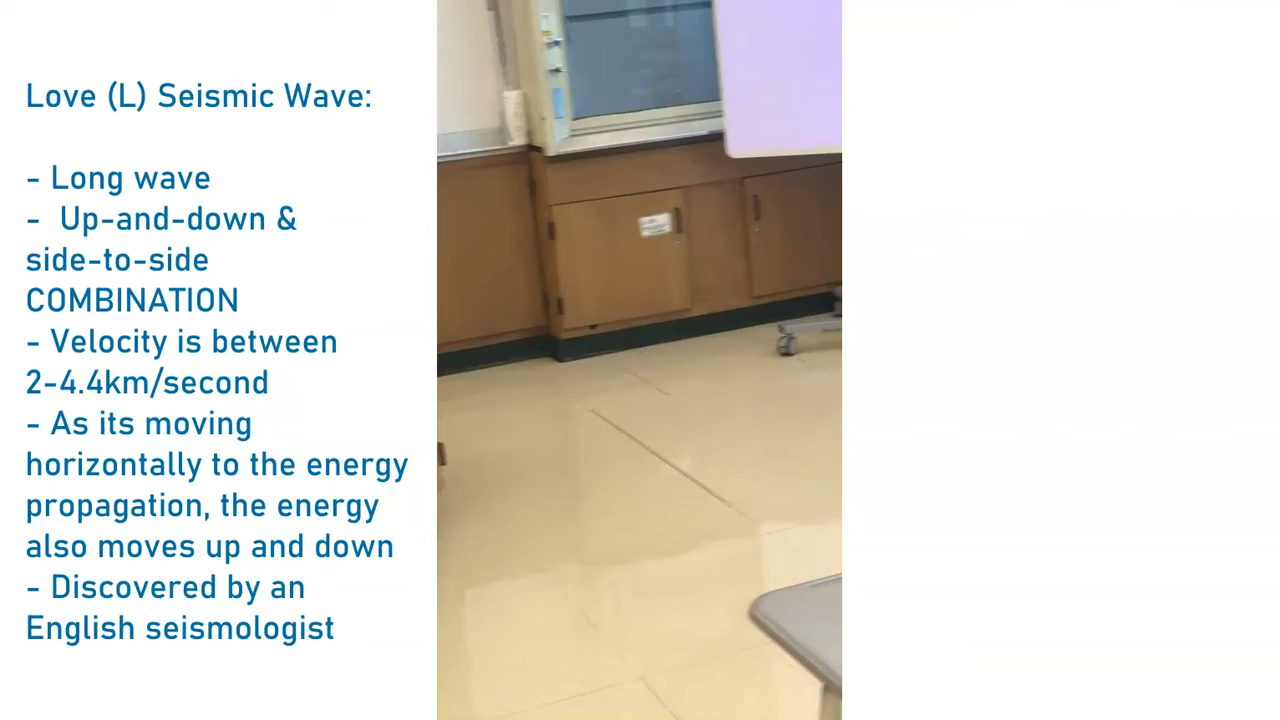 Love (L) Seismic Wave:
- Long wave
- Up-and-down &
side-to-side
COMBINATION
- Velocity is between
2-4.4km/second
- As its moving
horizontally to the energy
propagation, the energy
also moves up and down
- Discovered by an
English seismologist